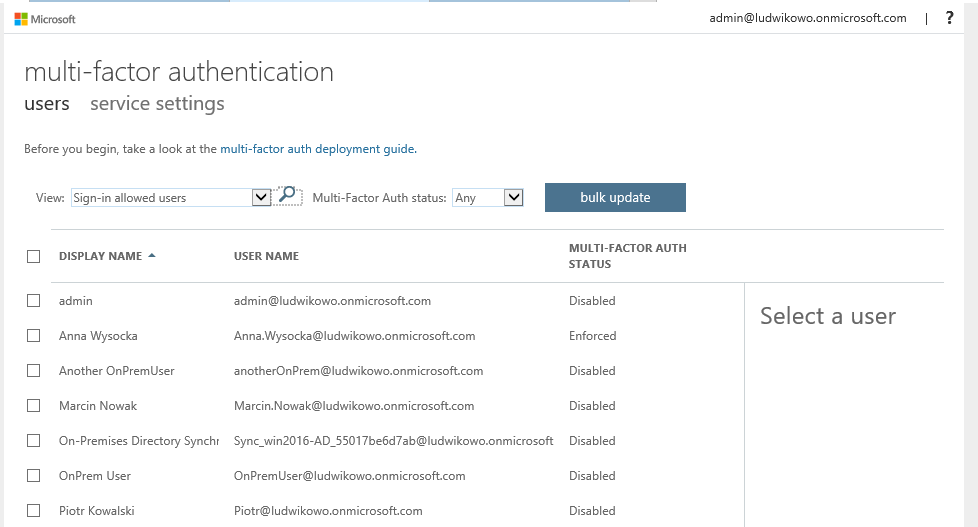 Microsoft
admin@ludwikowo.onmicrosoft.com | ?
multi-factor authentication
users service settings
Before you begin, take a look at the multi-factor auth deployment guide.
View: Sign-in allowed users Multi-Factor Auth status: Any bulk update
DISPLAY NAME USER NAME MULTI-FACTOR AUTH
STATUS
admin admin@ludwikowo.onmicrosoft.com Disabled
Select a user
Anna Wysocka Anna.Wysocka@ludwikowo.onmicrosoft.com Enforced
Another OnPremUser anotherOnPrem@ludwikowo.onmicrosoft.com Disabled
Marcin Nowak Marcin.Nowak@ludwikowo.onmicrosoft.com Disabled
On-Premises Directory Synchr Sync_win2016-AD_55017be6d7ab@ludwikowo.onmicrosoft Disabled
OnPrem User OnPremUser@ludwikowo.onmicrosoft.com Disabled
Piotr Kowalski Piotr@ludwikowo.onmicrosoft.com Disabled